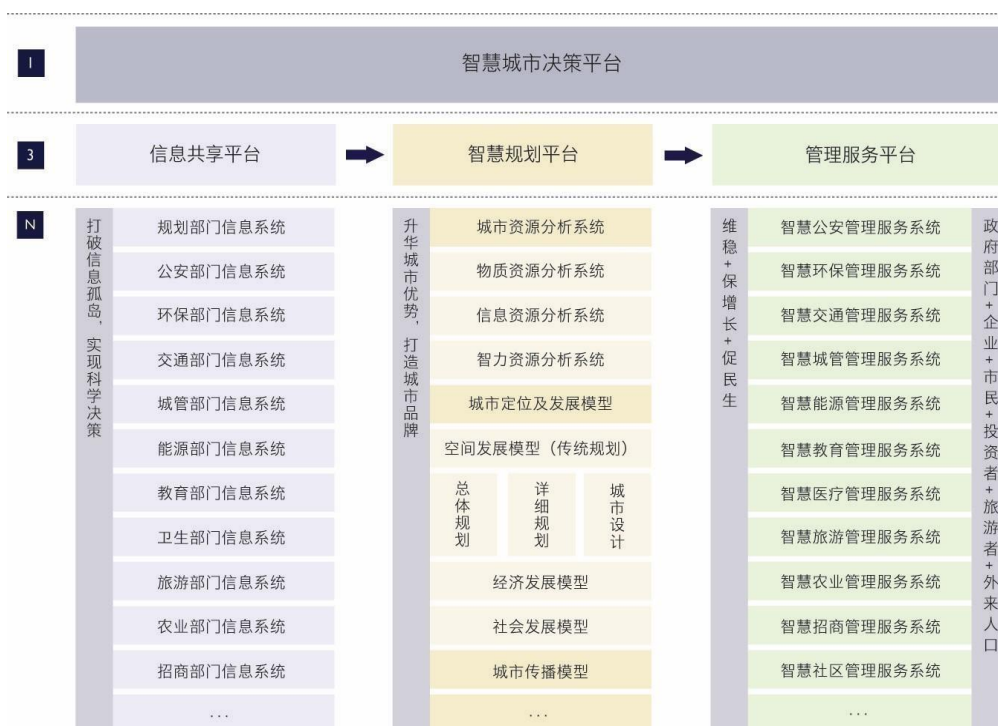 1
智慧城市决策平台
3
信息共享平台
智慧规划平台
管理服务平台
N
打破信息孤岛，实现科学决策
规划部门信息系统
公安部门信息系统
环保部门信息系统
交通部门信息系统
城管部门信息系统
能源部门信息系统
教育部门信息系统
卫生部门信息系统
旅游部门信息系统
农业部门信息系统
招商部门信息系统
...
升华城市优势，打造城市品牌
城市资源分析系统
物质资源分析系统
信息资源分析系统
智力资源分析系统
城市定位及发展模型
空间发展模型（传统规划）
总体规划
详细规划
城市设计
经济发展模型
社会发展模型
城市传播模型
...
维稳+保增长+促民生
智慧公安管理服务系统
智慧环保管理服务系统
智慧交通管理服务系统
智慧城管管理服务系统
智慧能源管理服务系统
智慧教育管理服务系统
智慧医疗管理服务系统
智慧旅游管理服务系统
智慧农业管理服务系统
智慧招商管理服务系统
智慧社区管理服务系统
...
政府部门+企业+市民+投资者+旅游者+外来人口